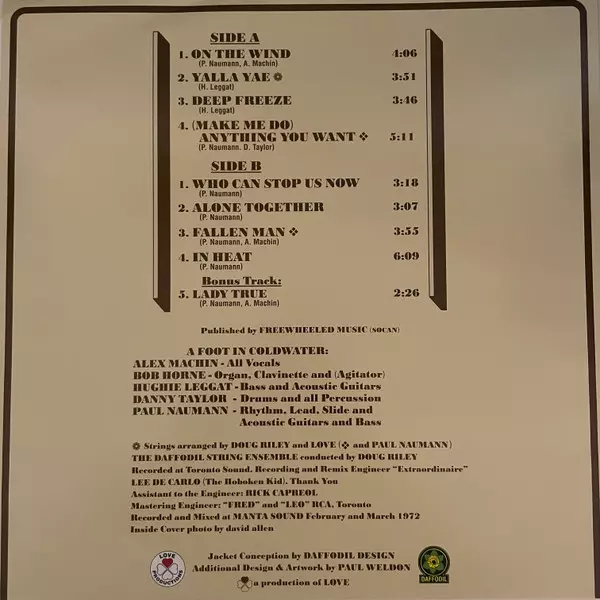 SIDE A
1. ON THE WIND 4:06
(P. Naumann, A. Machin)
2. YALLA YAE ❁ 3:51
(H. Leggat)
3. DEEP FREEZE 3:46
(H. Leggat)
4. (MAKE ME DO)
ANYTHING YOU WANT ❖ 5:11
(P. Naumann. D. Taylor)
SIDE B
1. WHO CAN STOP US NOW 3:18
(P. Naumann)
2. ALONE TOGETHER 3:07
(P. Naumann)
3. FALLEN MAN ❖ 3:55
(P. Naumann, A. Machin)
4. IN HEAT 6:09
(P. Naumann)
Bonus Track:
5. LADY TRUE 2:26
(P. Naumann, A. Machin)
Published by FREEWHEELED MUSIC (SOCAN)
A FOOT IN COLDWATER:
ALEX MACHIN - All Vocals
BOB HORNE - Organ, Clavinette and (Agitator)
HUGHIE LEGGAT - Bass and Acoustic Guitars
DANNY TAYLOR - Drums and all Percussion
PAUL NAUMANN - Rhythm, Lead, Slide and
Acoustic Guitars and Bass
❁ Strings arranged by DOUG RILEY and LOVE (❖ and PAUL NAUMANN)
THE DAFFODIL STRING ENSEMBLE conducted by DOUG RILEY
Recorded at Toronto Sound. Recording and Remix Engineer "Extraordinaire"
LEE DE CARLO (The Hoboken Kid). Thank You
Assistant to the Engineer: RICK CAPREOL
Mastering Engineer: "FRED" and "LEO" RCA, Toronto
Recorded and Mixed at MANTA SOUND February and March 1972
Inside Cover photo by david allen
Jacket Conception by DAFFODIL DESIGN
Additional Design & Artwork by PAUL WELDON
a production of LOVE
LOVE
PRODUCTIONS
DAFFODIL